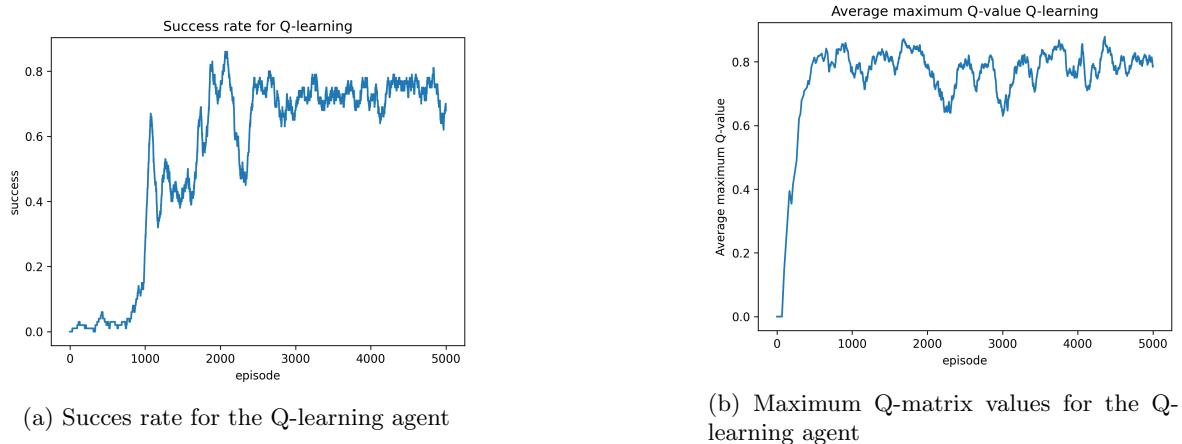 Success rate for Q-learning
success
0.8
0.6
0.4
0.2
0.0
0 1000 2000 3000 4000 5000
episode
(a) Succes rate for the Q-learning agent
Average maximum Q-value Q-learning
Average maximum Q-value
0.8
0.6
0.4
0.2
0.0
0 1000 2000 3000 4000 5000
episode
(b) Maximum Q-matrix values for the Q-
learning agent